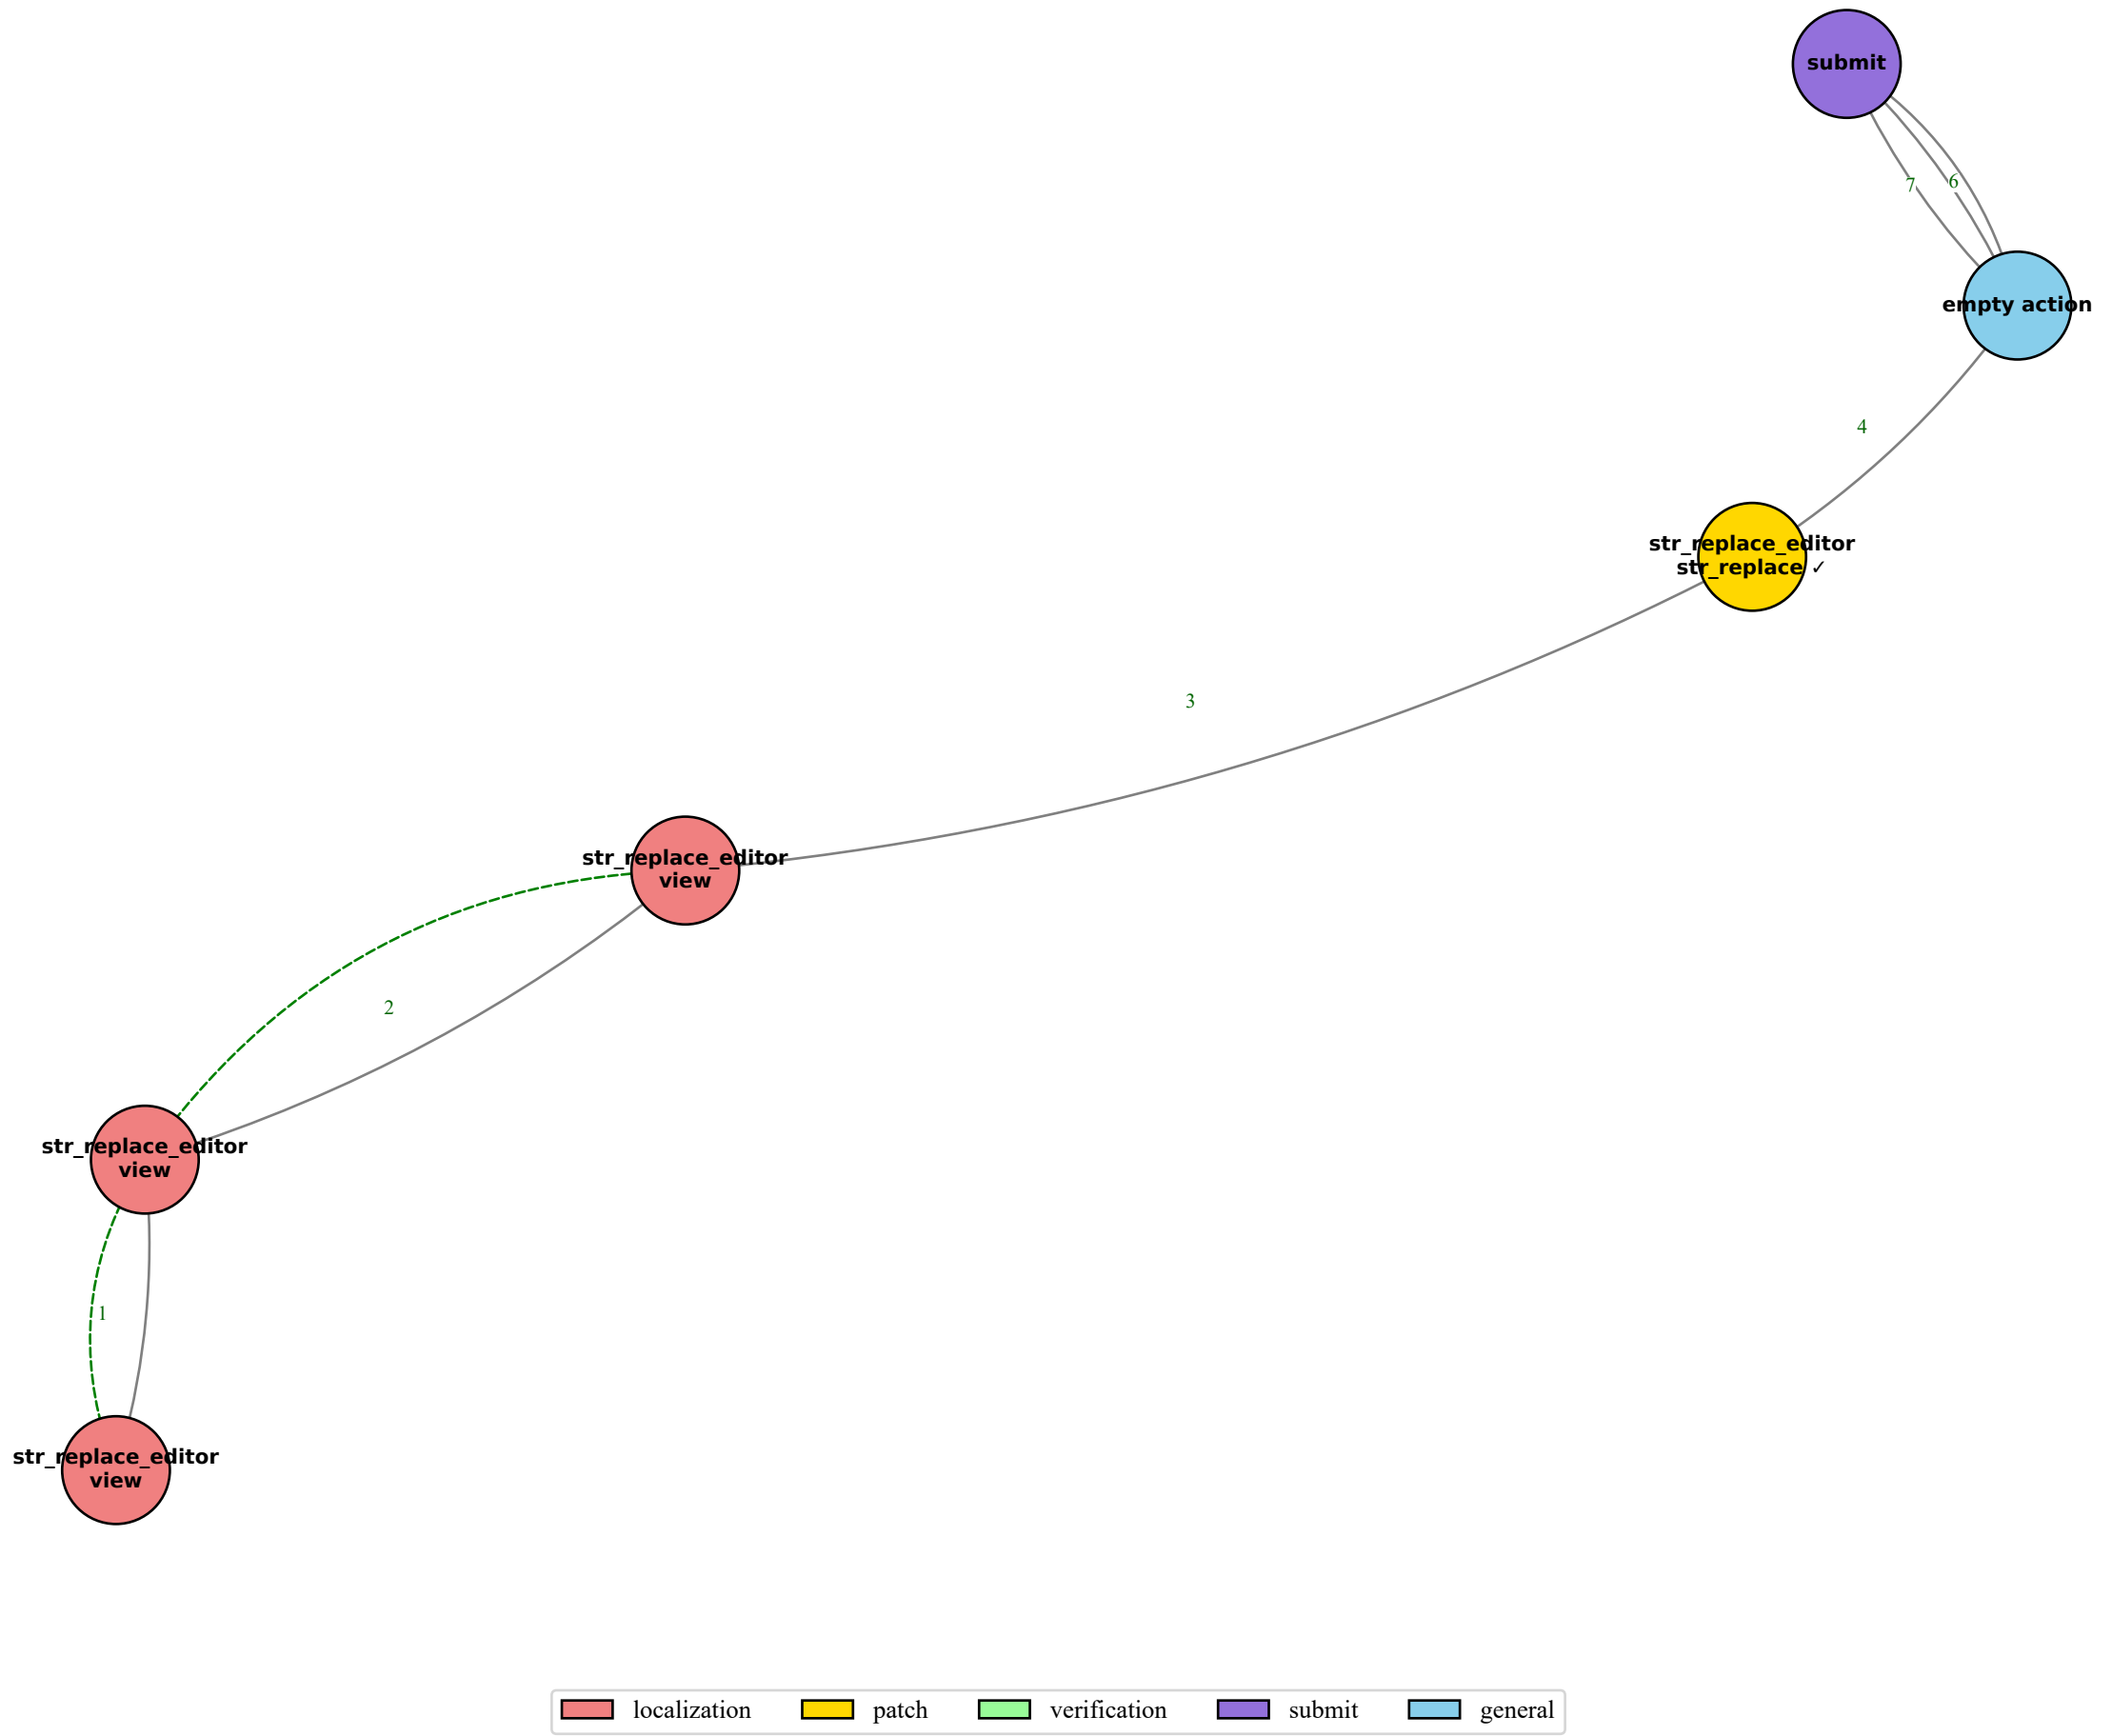 submit
7
6
empty action
4
str_replace_editor
str_replace ✓
3
str_replace_editor
view
2
str_replace_editor
view
1
str_replace_editor
view
localization
patch
verification
submit
general